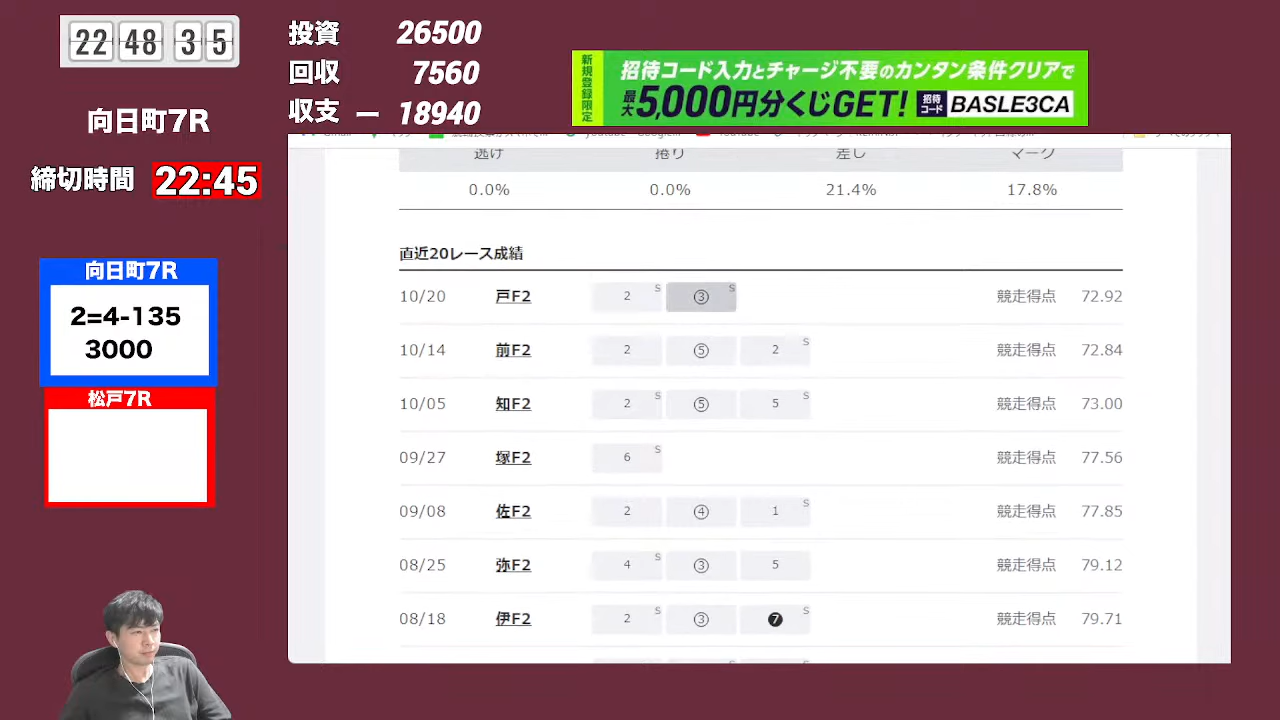 22 48 35
投資 26500
回収 7560
収支 － 18940
新規登録限定
招待コード入力とチャージ不要のカンタン条件クリアで
最大5,000円分くじGET! 招待コード BASLE3CA
向日町7R
締切時間 22:45
向日町7R
2=4-135
3000
松戸7R
逃げ 捲り 差し マーク
0.0% 0.0% 21.4% 17.8%
直近20レース成績
10/20 戸F2 2 S ③ S 競走得点 72.92
10/14 前F2 2 ⑤ 2 S 競走得点 72.84
10/05 知F2 2 S ⑤ 5 S 競走得点 73.00
09/27 塚F2 6 S 競走得点 77.56
09/08 佐F2 2 ④ 1 S 競走得点 77.85
08/25 弥F2 4 S ③ 5 競走得点 79.12
08/18 伊F2 2 S ③ ❼ S 競走得点 79.71